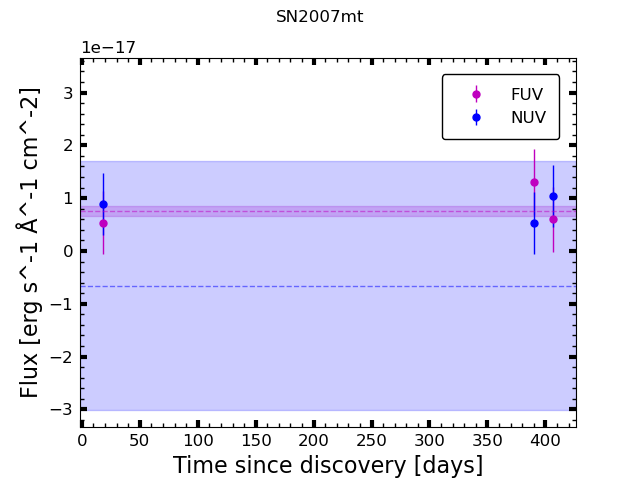 SN2007mt
1e−17
FUV
NUV
3
2
1
0
−1
−2
−3
Flux [erg s^-1 Å^-1 cm^-2]
0 50 100 150 200 250 300 350 400
Time since discovery [days]